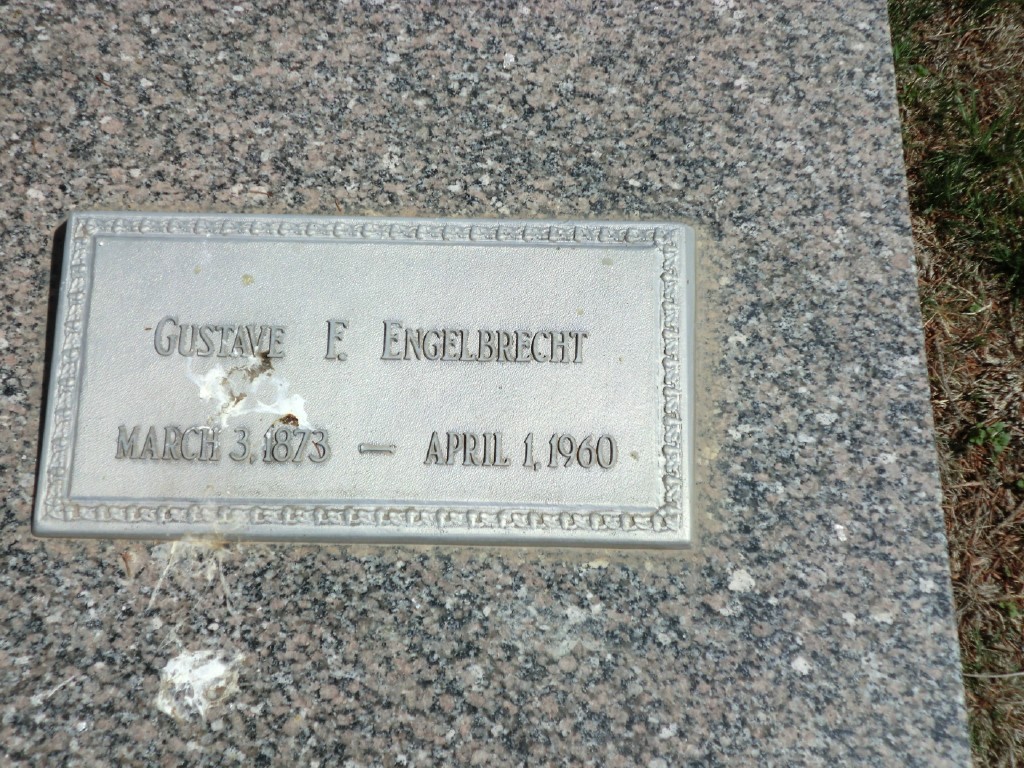 GUSTAVE F. ENGELBRECHT
MARCH 3, 1873 — APRIL 1, 1960